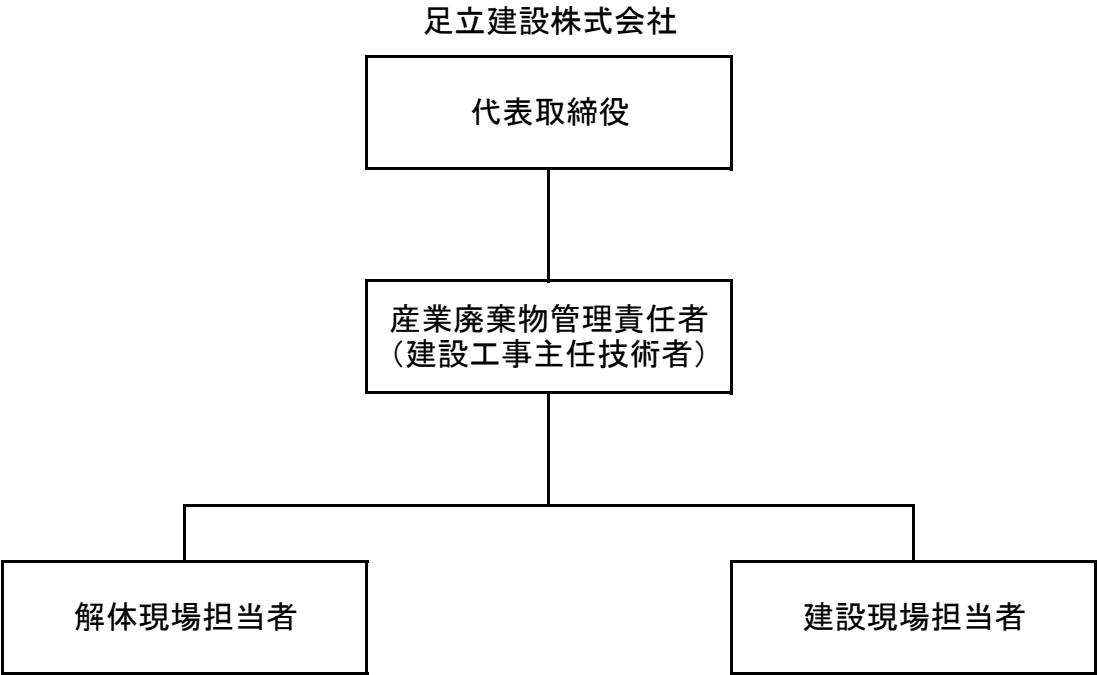 足立建設株式会社
代表取締役
産業廃棄物管理責任者
（建設工事主任技術者）
解体現場担当者
建設現場担当者